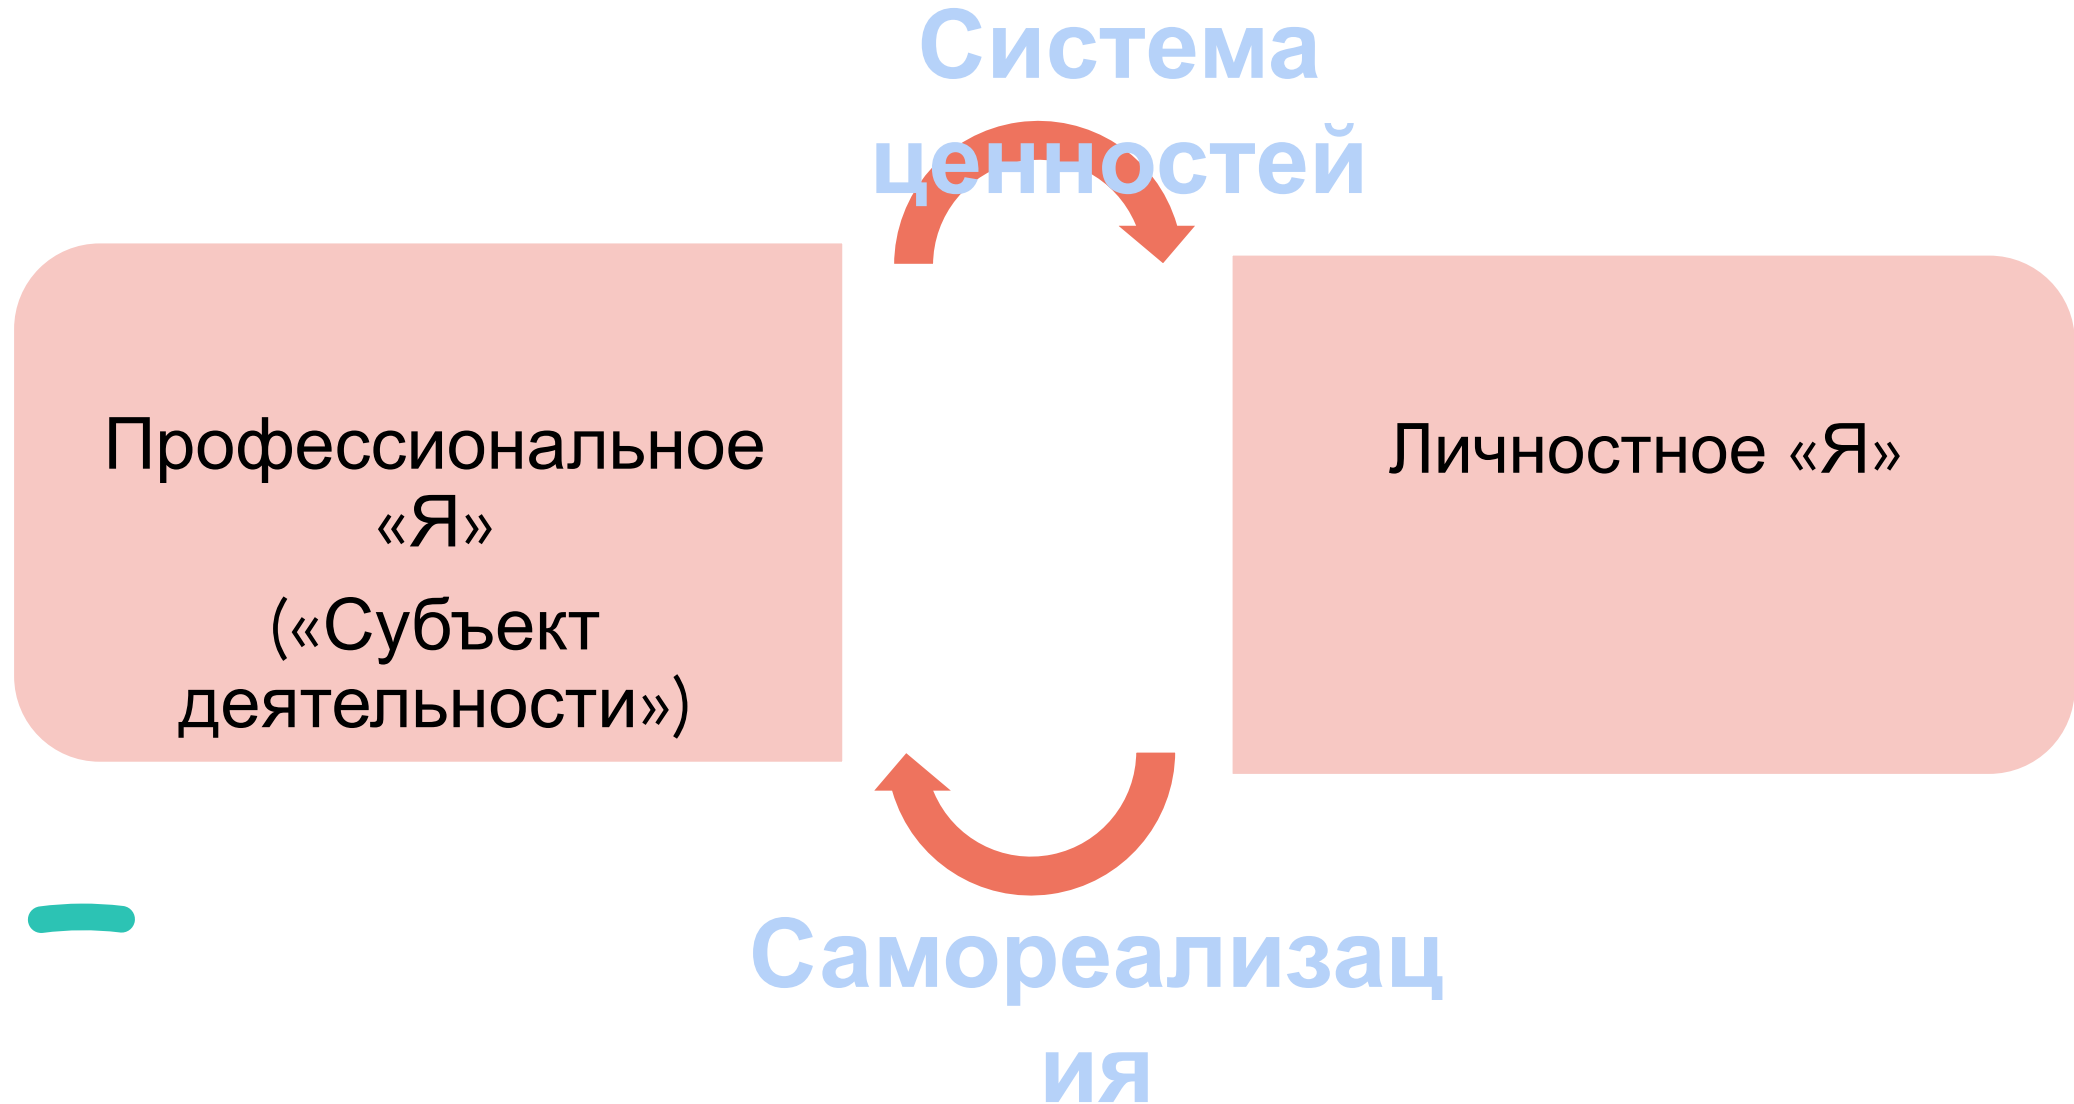 Система
ценностей
Профессиональное
«Я»
(«Субъект
деятельности»)
Личностное «Я»
Самореализац
ия